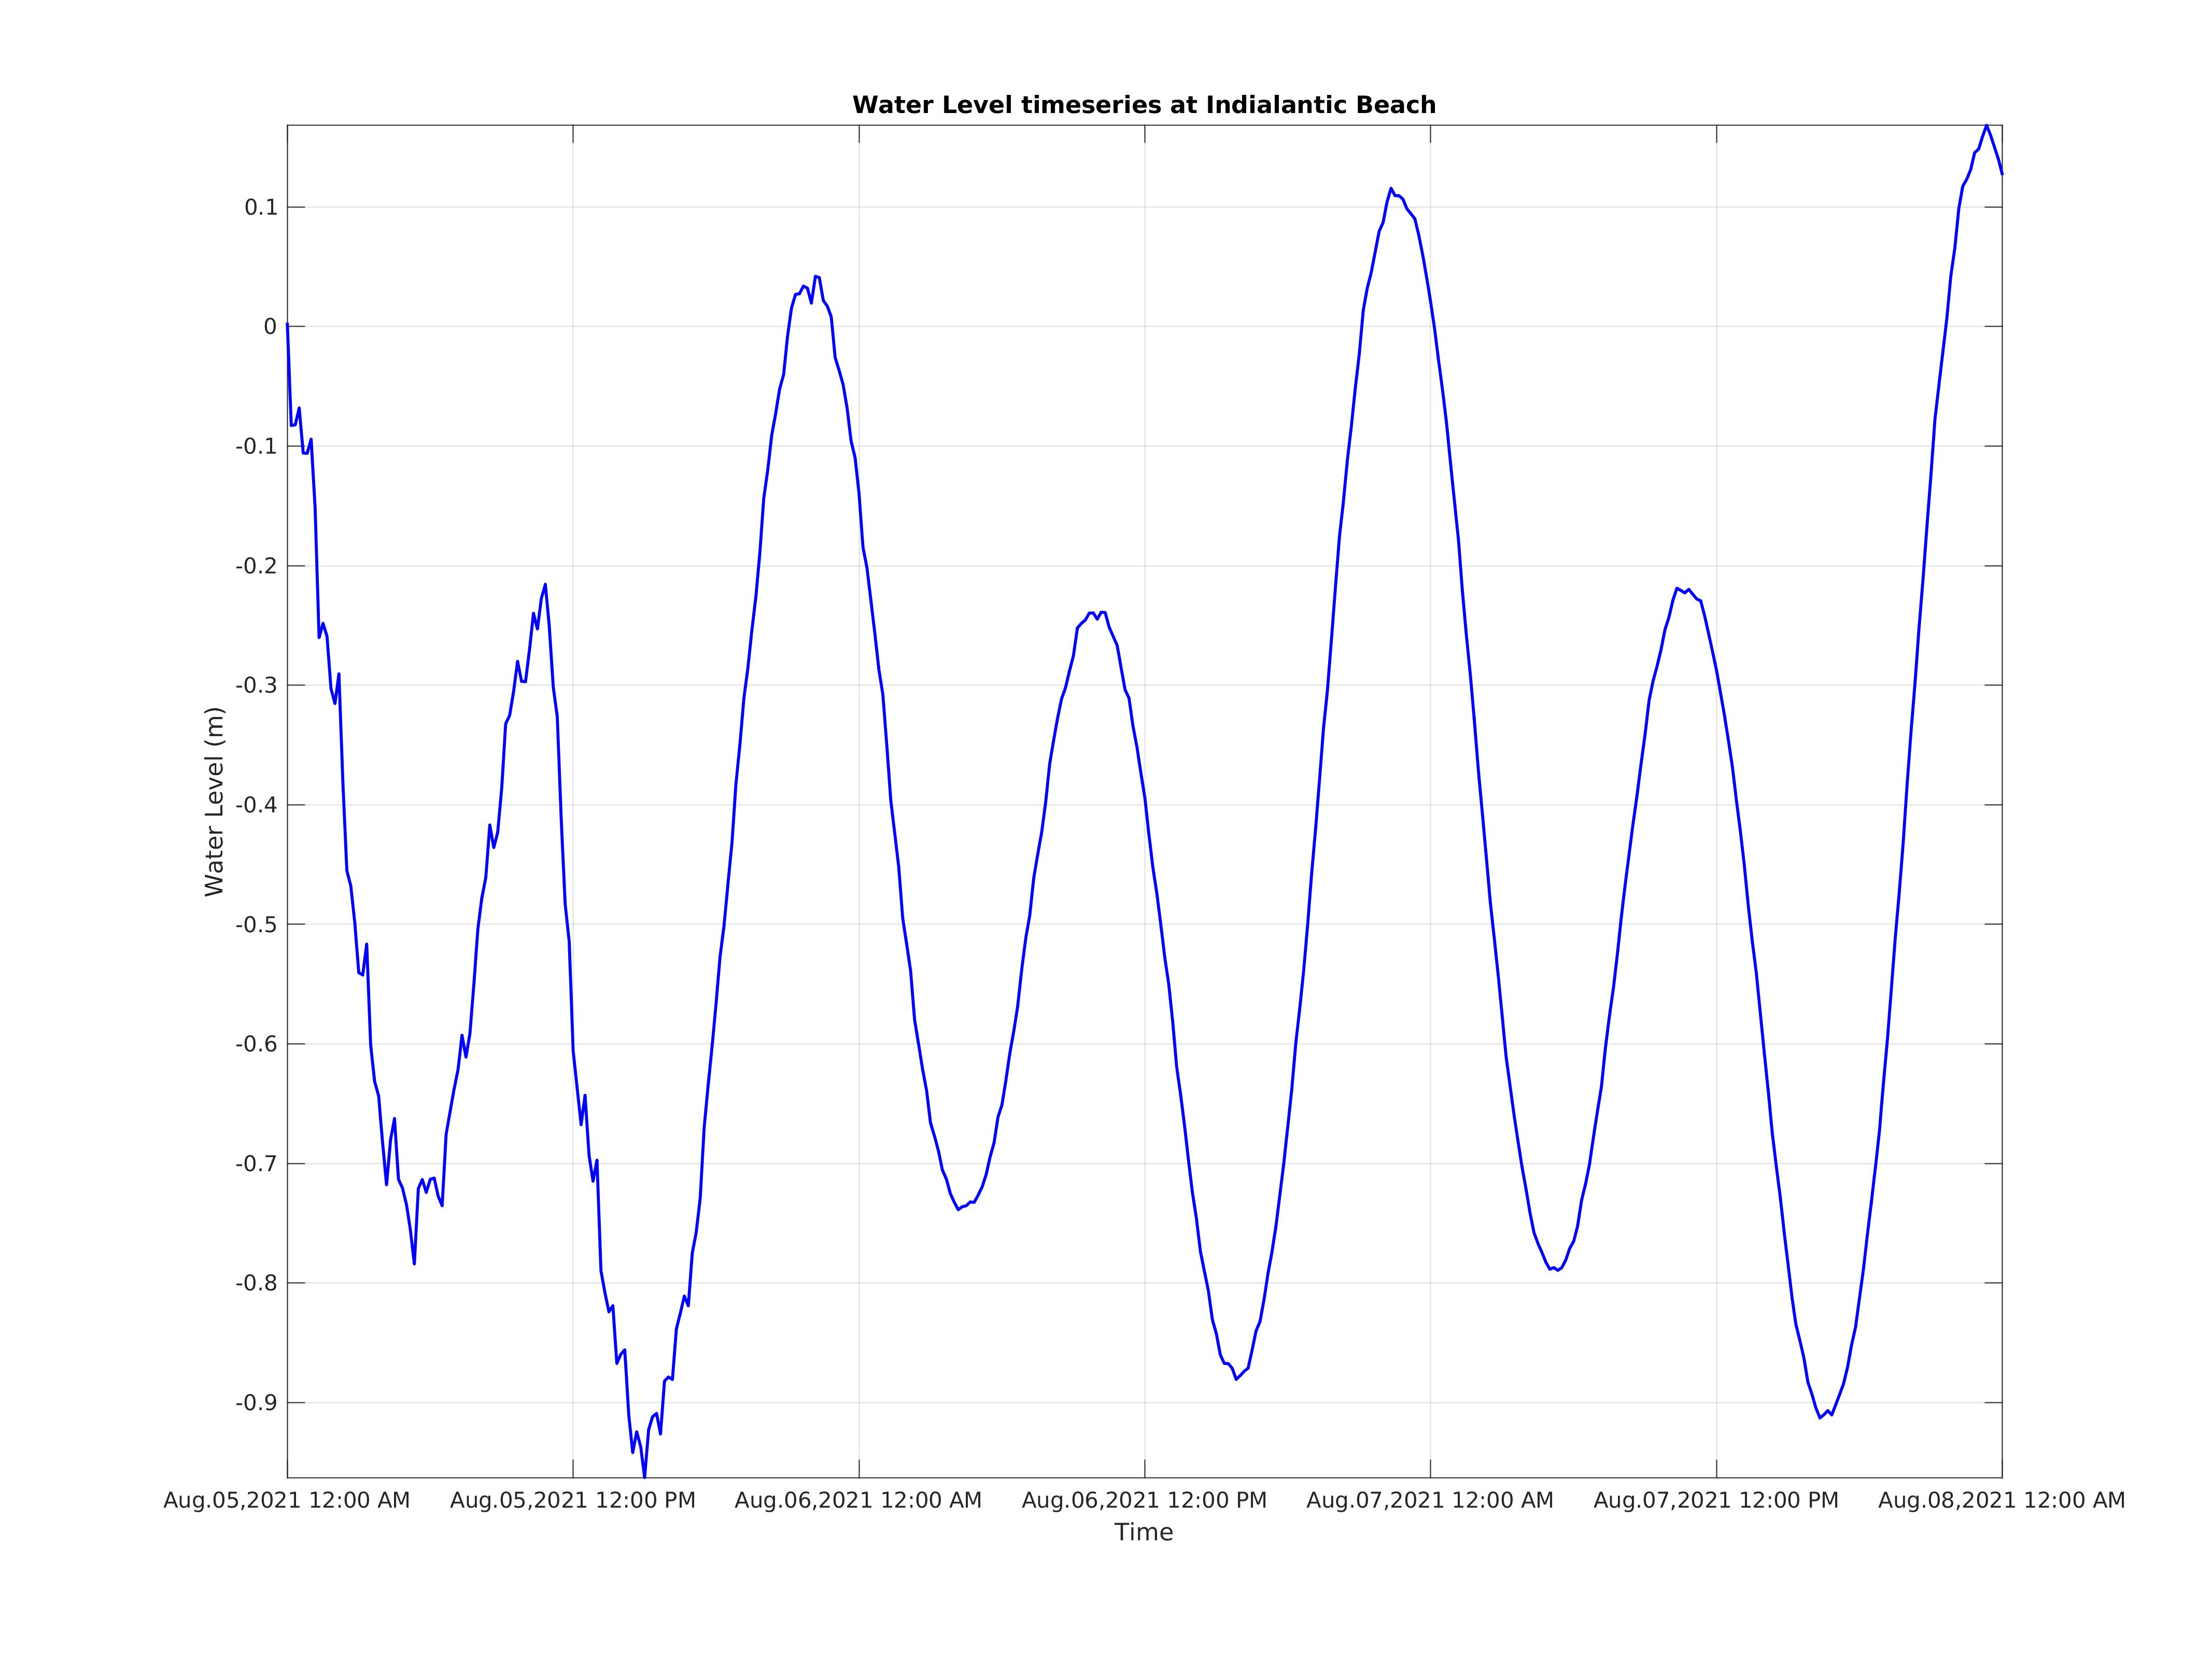 Water Level timeseries at Indialantic Beach
0.1
0
-0.1
-0.2
-0.3
-0.4
-0.5
-0.6
-0.7
-0.8
-0.9
Water Level (m)
Aug.05,2021 12:00 AM
Aug.05,2021 12:00 PM
Aug.06,2021 12:00 AM
Aug.06,2021 12:00 PM
Aug.07,2021 12:00 AM
Aug.07,2021 12:00 PM
Aug.08,2021 12:00 AM
Time